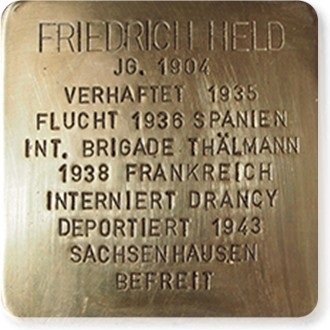 FRIEDRICH HELD
JG. 1904
VERHAFTET 1935
FLUCHT 1936 SPANIEN
INT. BRIGADE THÄLMANN
1938 FRANKREICH
INTERNIERT DRANCY
DEPORTIERT 1943
SACHSENHAUSEN
BEFREIT